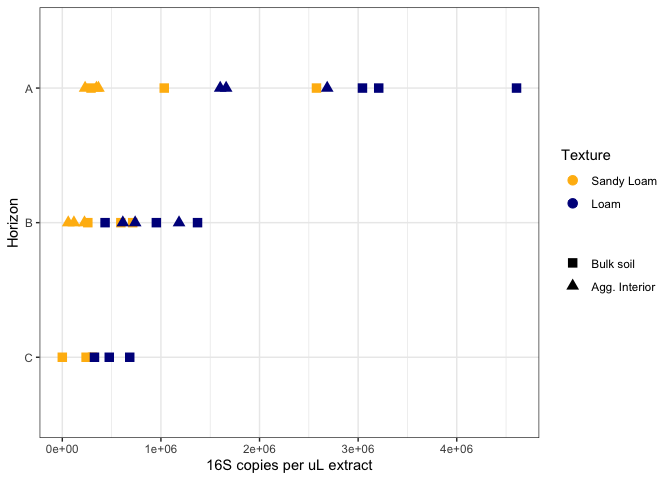 A
B
C
Horizon
0e+00
1e+06
2e+06
3e+06
4e+06
16S copies per uL extract
Texture
Sandy Loam
Loam
Bulk soil
Agg. Interior